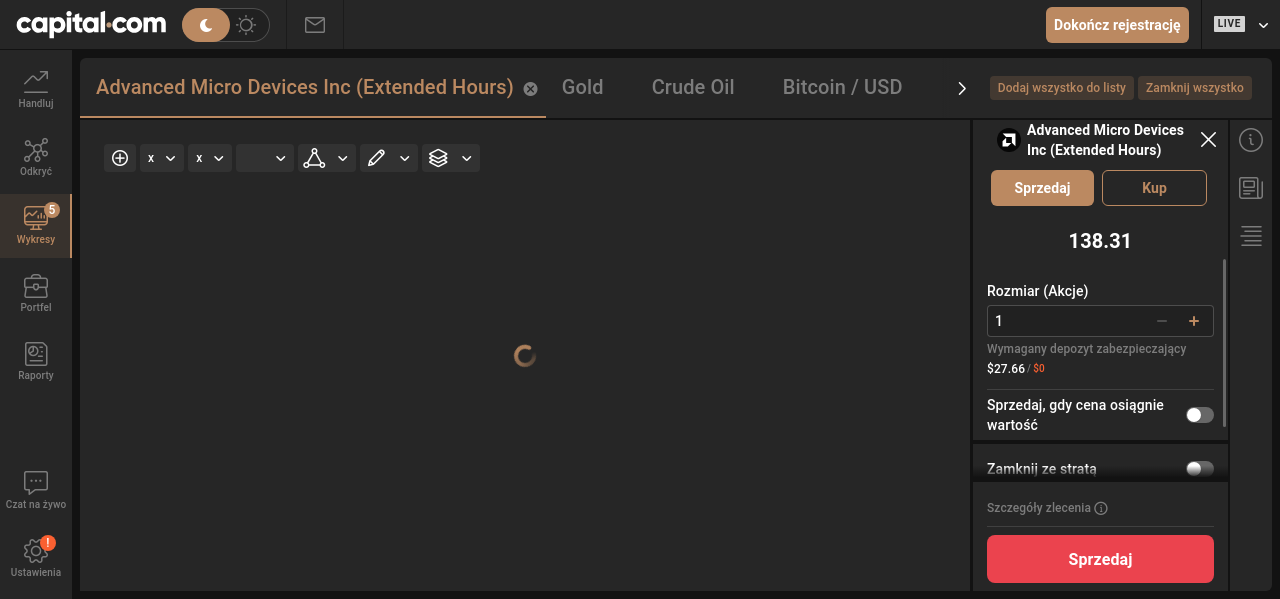 capital.com
Dokończ rejestrację
LIVE
Handluj
Odkryć
5
Wykresy
Portfel
Raporty
Czat na żywo
!
Ustawienia
Advanced Micro Devices Inc (Extended Hours)
Gold
Crude Oil
Bitcoin / USD
Dodaj wszystko do listy
Zamknij wszystko
x
x
Advanced Micro Devices
Inc (Extended Hours)
Sprzedaj
Kup
138.31
Rozmiar (Akcje)
1
Wymagany depozyt zabezpieczający
$27.66 / $0
Sprzedaj, gdy cena osiągnie
wartość
Zamknij ze stratą
Szczegóły zlecenia
Sprzedaj